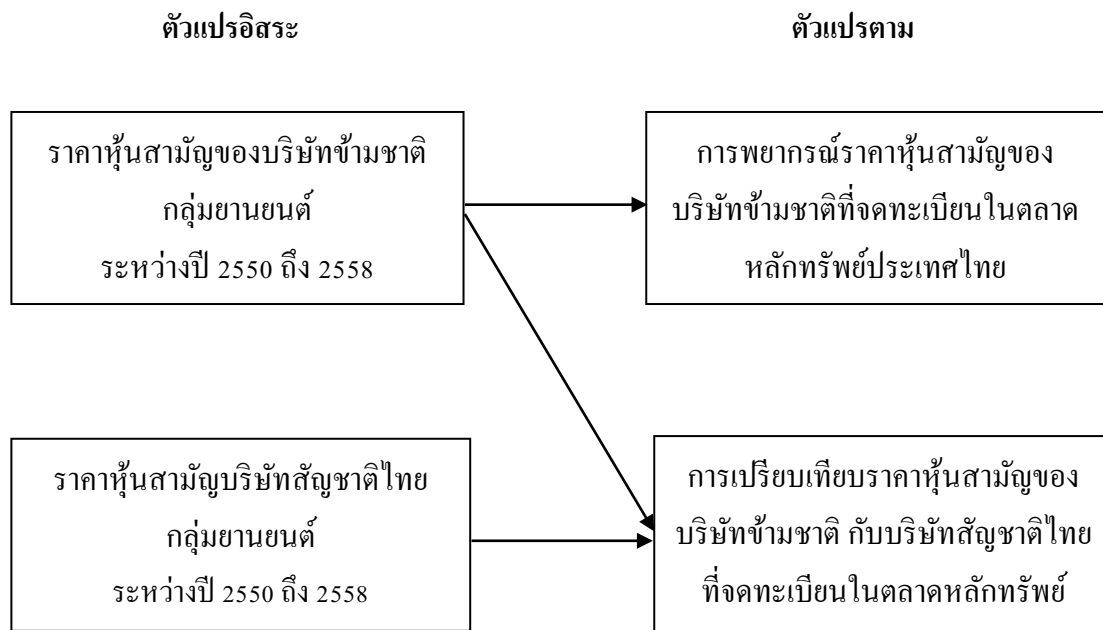 ตัวแปรอิสระ
ตัวแปรตาม
ราคาหุ้นสามัญของบริษัทข้ามชาติ
กลุ่มยานยนต์
ระหว่างปี 2550 ถึง 2558
การพยากรณ์ราคาหุ้นสามัญของ
บริษัทข้ามชาติที่จดทะเบียนในตลาด
หลักทรัพย์ประเทศไทย
ราคาหุ้นสามัญบริษัทสัญชาติไทย
กลุ่มยานยนต์
ระหว่างปี 2550 ถึง 2558
การเปรียบเทียบราคาหุ้นสามัญของ
บริษัทข้ามชาติ กับบริษัทสัญชาติไทย
ที่จดทะเบียนในตลาดหลักทรัพย์